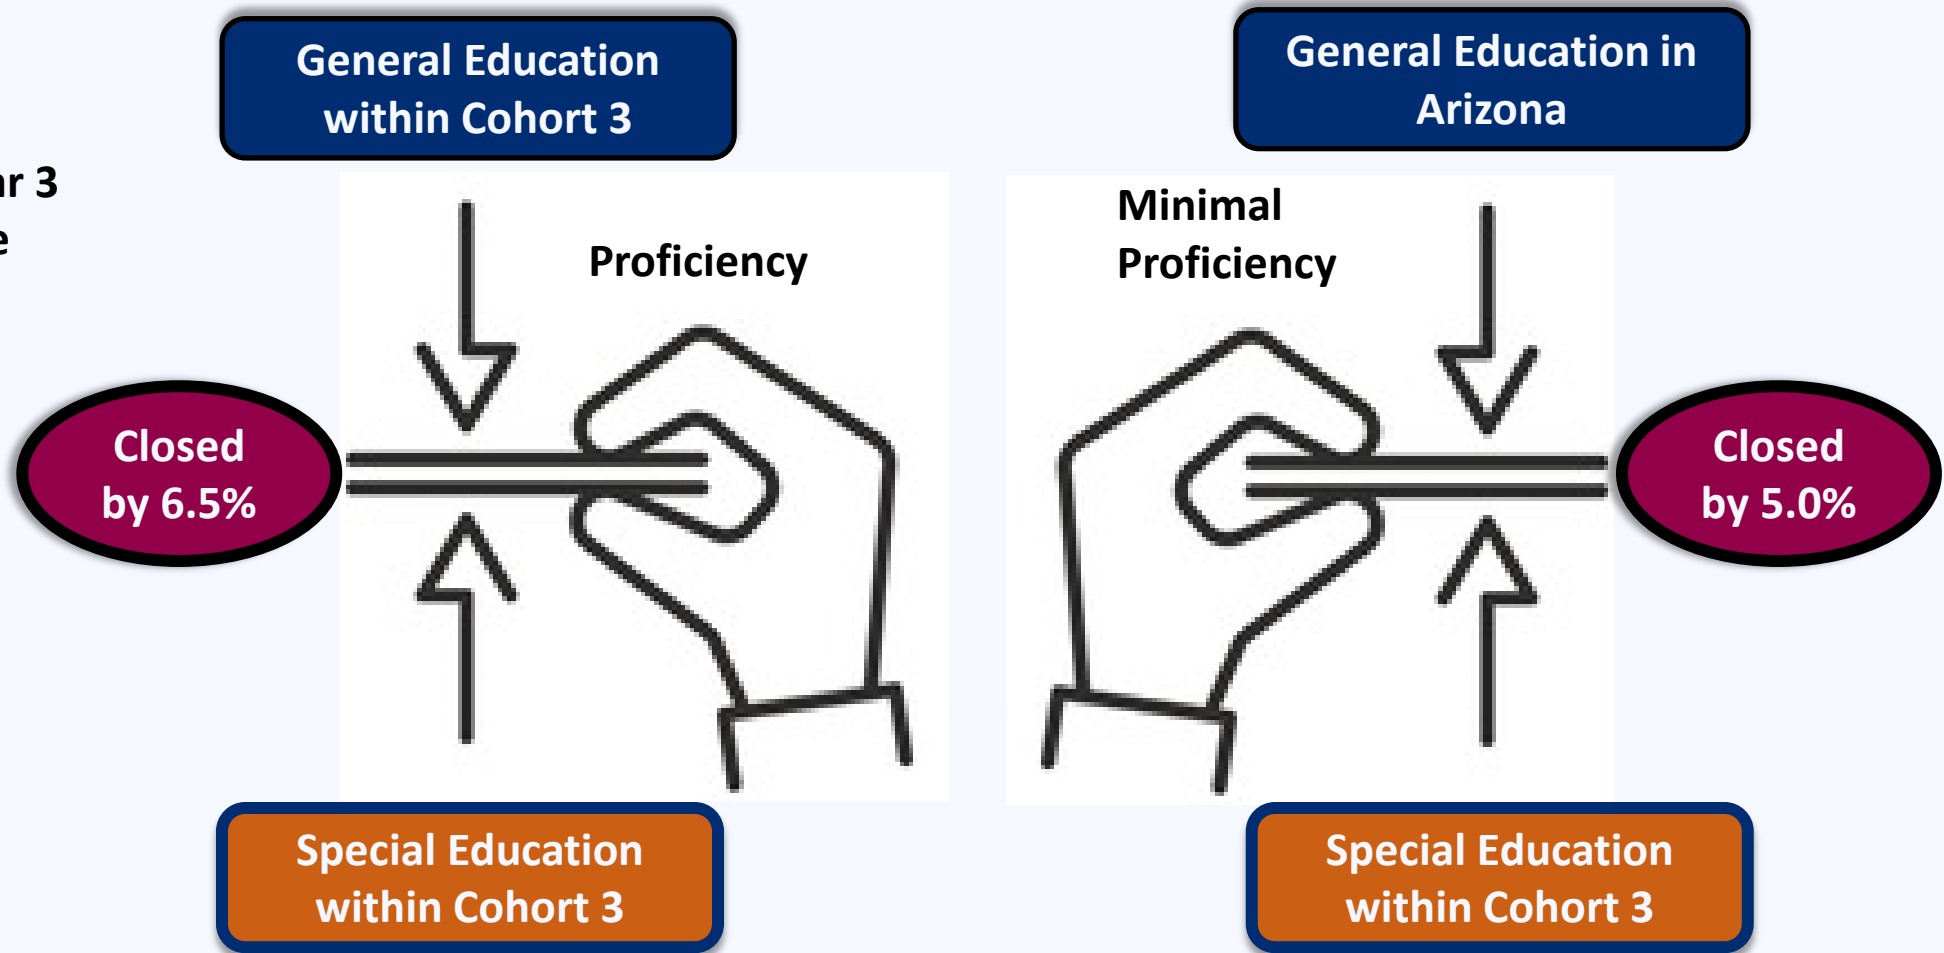 General Education
within Cohort 3
General Education in
Arizona
3
Proficiency
Minimal
Proficiency
Closed
by 6.5%
Closed
by 5.0%
Special Education
within Cohort 3
Special Education
within Cohort 3